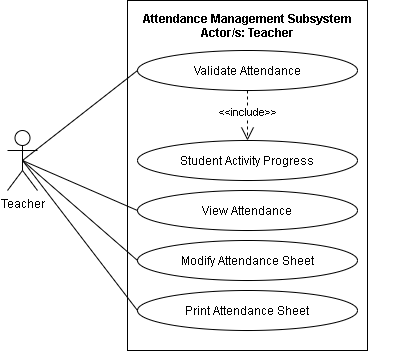 Attendance Management Subsystem
Actor/s: Teacher
Validate Attendance
<<include>>
Student Activity Progress
Teacher
View Attendance
Modify Attendance Sheet
Print Attendance Sheet